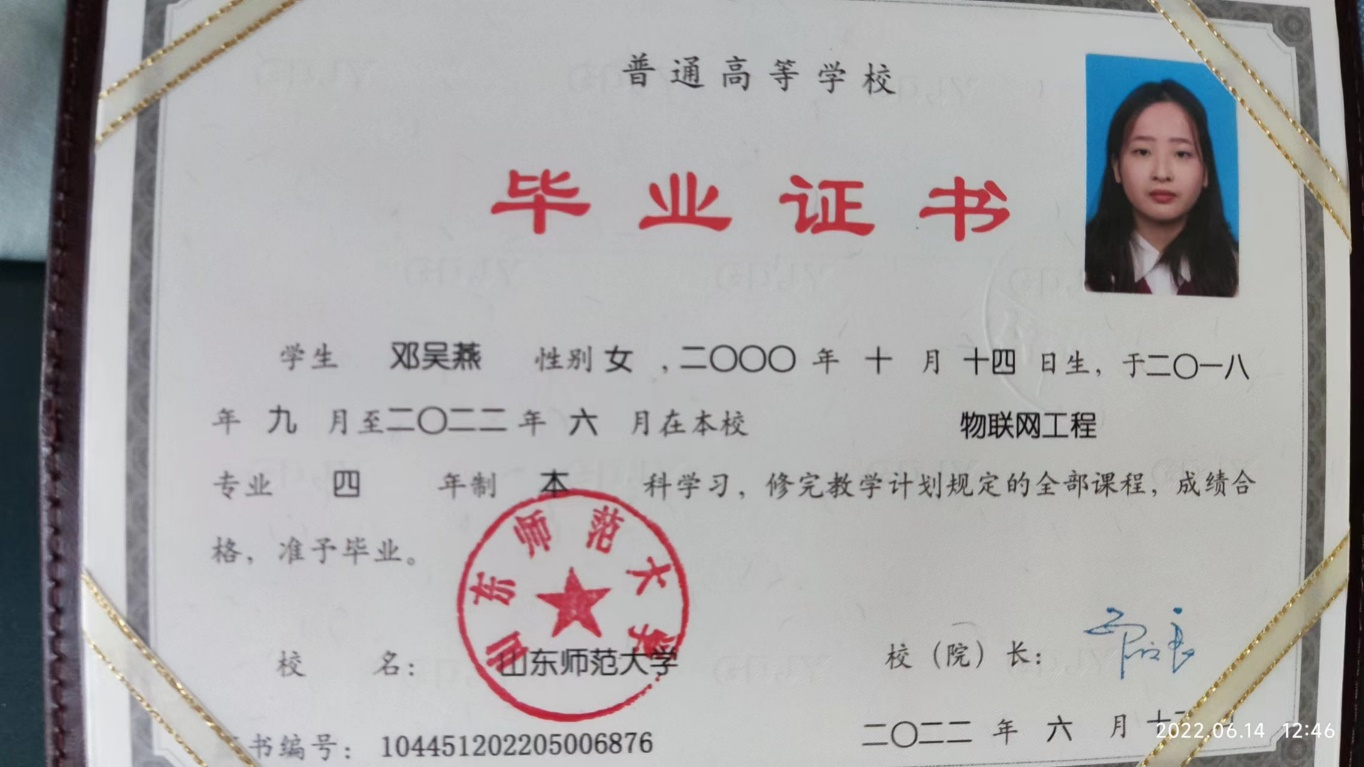 普通高等学校
毕业证书
学生 邓吴燕 性别 女 ，二〇〇〇 年 十 月 十四 日生，于二〇一八
年 九 月至二〇二二 年 六 月在本校 物联网工程
专业 四 年制 本 科学习，修完教学计划规定的全部课程，成绩合
格，准予毕业。
山东师范大学
校 名： 山东师范大学 校（院）长：
书编号： 104451202205006876 二〇二二 年 六 月
2022.06.14 12:46